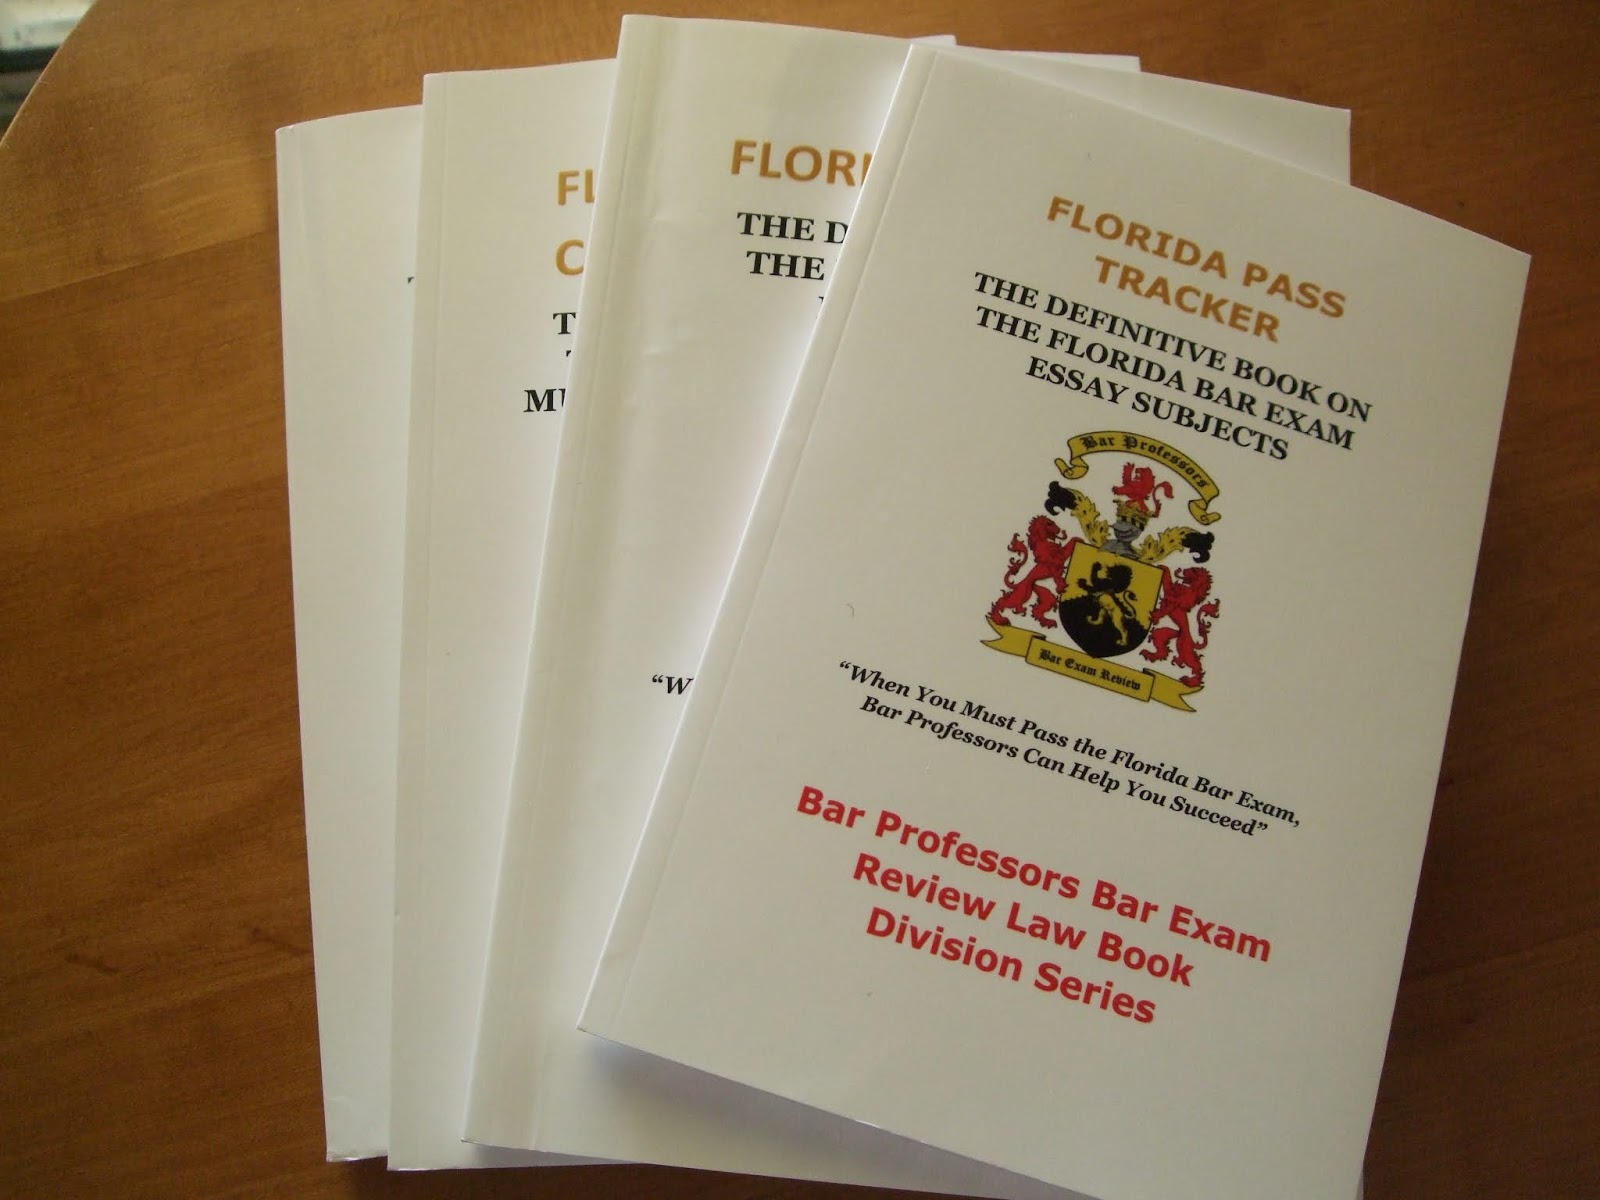 FLORIDA PASS
TRACKER
THE DEFINITIVE BOOK ON
THE FLORIDA BAR EXAM
ESSAY SUBJECTS
Bar Professors
Bar Exam Review
“When You Must Pass the Florida Bar Exam,
Bar Professors Can Help You Succeed”
Bar Professors Bar Exam
Review Law Book
Division Series
FLORI
THE D
THE
“W
FL
C
T
MU